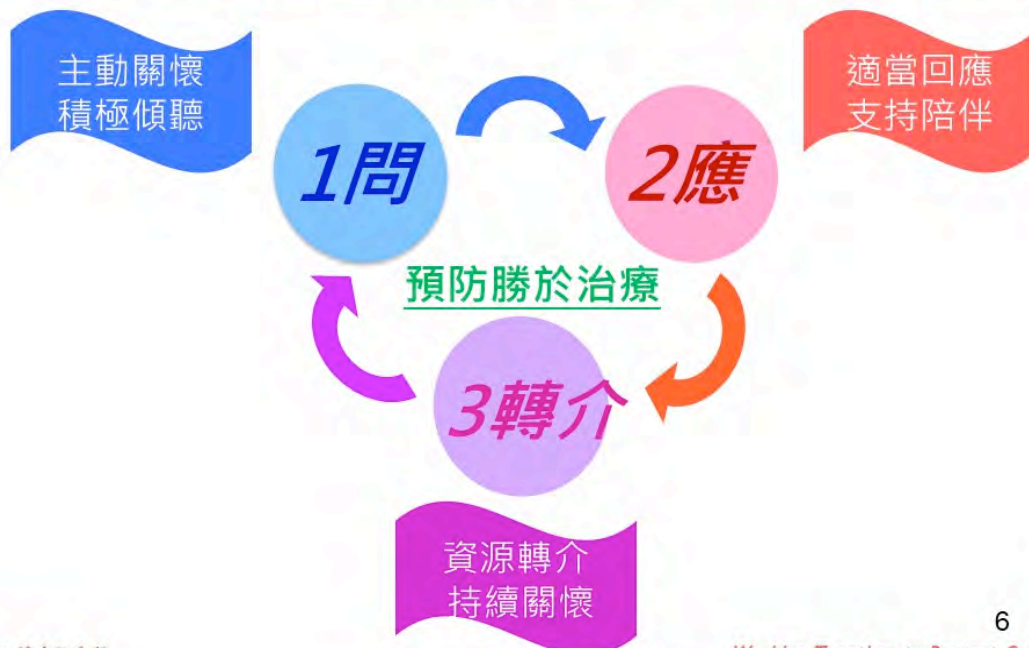 主動關懷
積極傾聽
適當回應
支持陪伴
1問
2應
預防勝於治療
3轉介
資源轉介
持續關懷
6